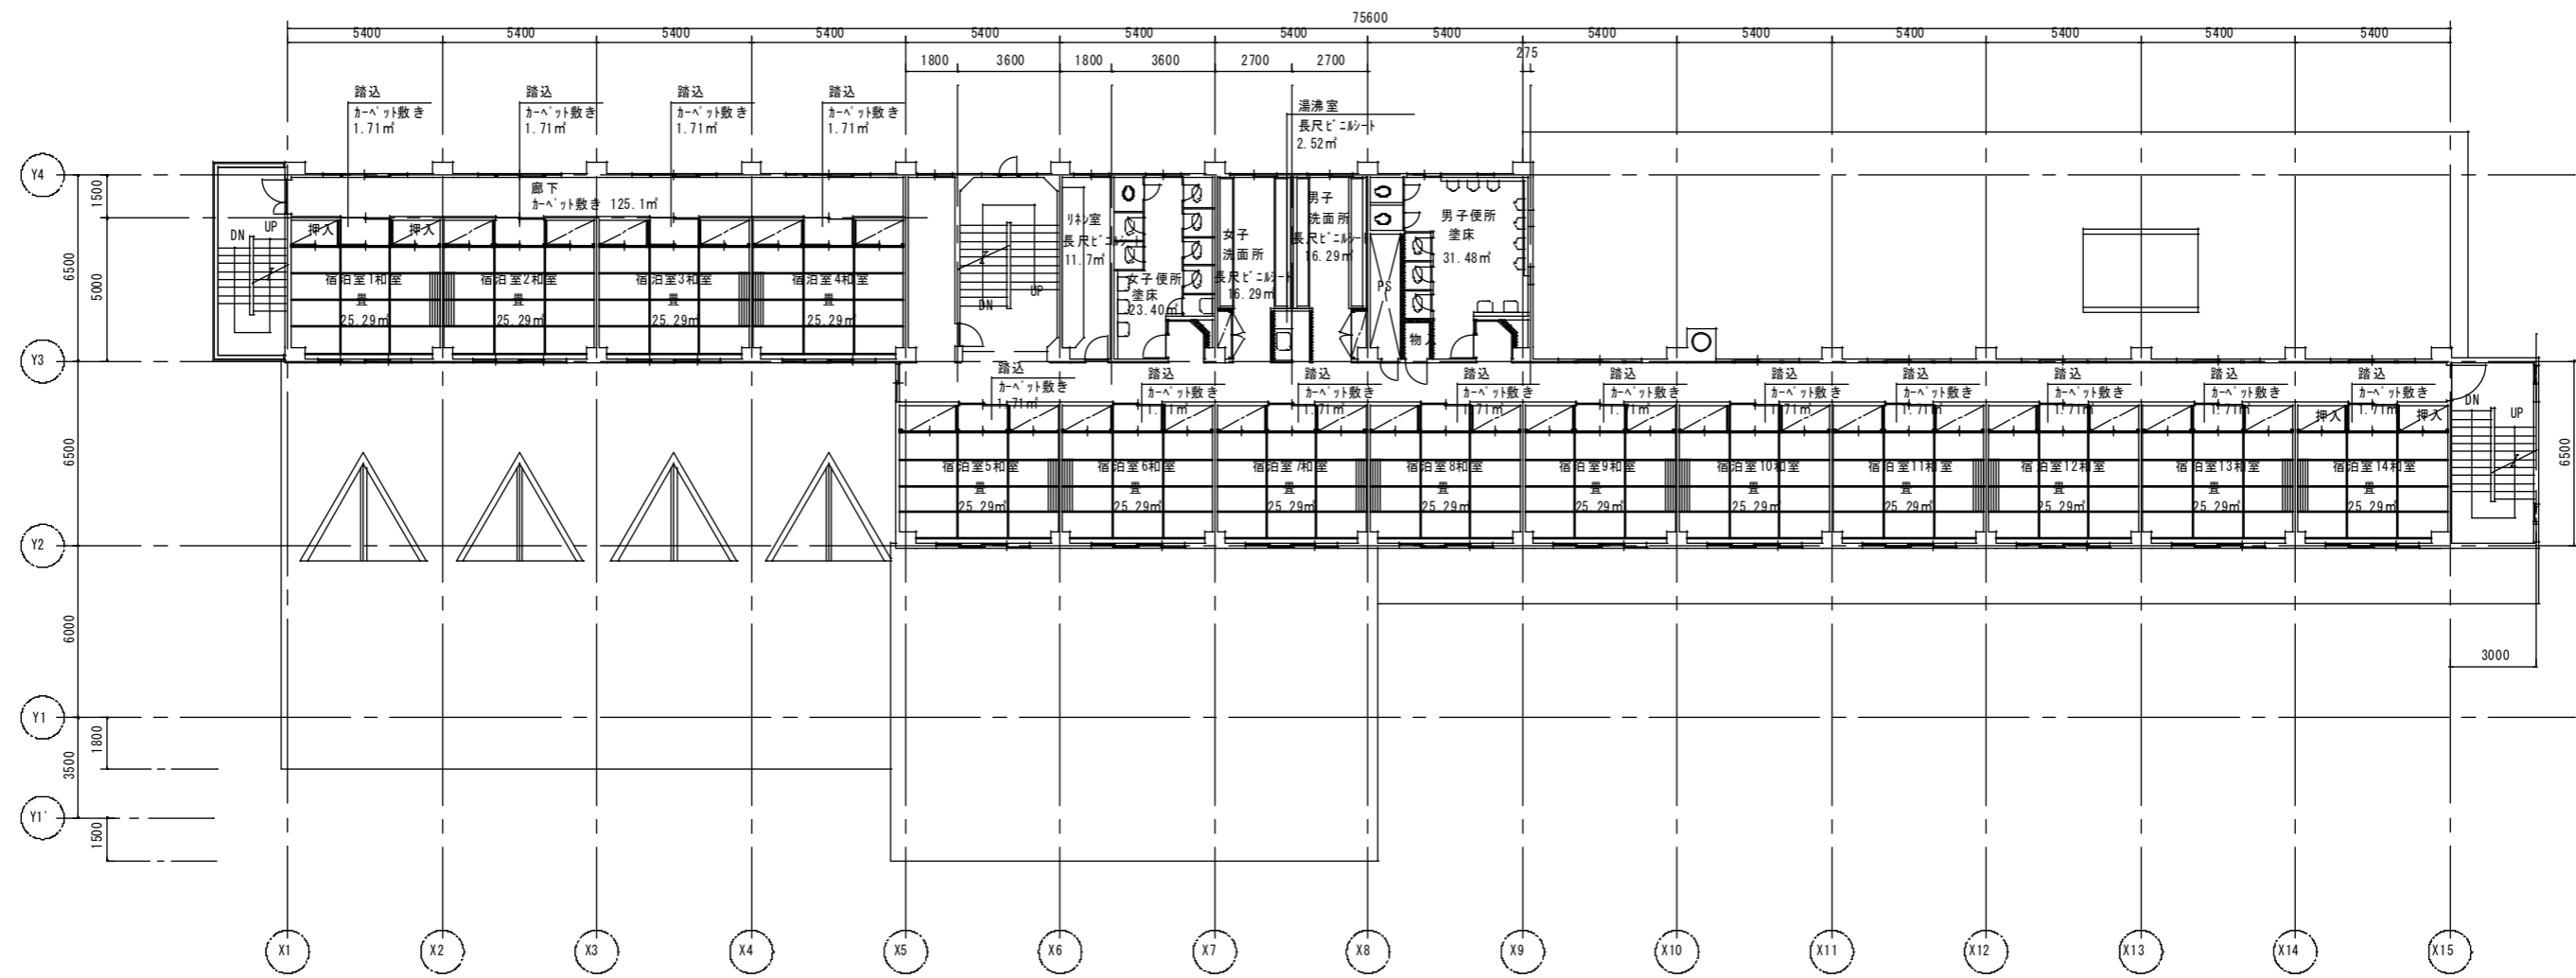 75600
5400 5400 5400 5400 5400 5400 5400 5400 5400 5400 5400 5400 5400 5400
275
1800 3600 1800 3600 2700 2700
踏込 踏込 踏込 踏込
カーペット敷き カーペット敷き カーペット敷き カーペット敷き
1.71㎡ 1.71㎡ 1.71㎡ 1.71㎡
湯沸室
長尺ビニルシート
2.52㎡
Y4
1500
廊下
カーペット敷き 125.1㎡
DN UP
押入 押入
6500
5000
宿泊室1和室 宿泊室2和室 宿泊室3和室 宿泊室4和室
畳 畳 畳 畳
25.29㎡ 25.29㎡ 25.29㎡ 25.29㎡
DN UP
リネン室
長尺ビニルシート
11.7㎡
女子便所
塗床
23.40㎡
女子
洗面所
長尺ビニルシート
16.29㎡
男子
洗面所
長尺ビニルシート
16.29㎡
PS
物入
男子便所
塗床
31.48㎡
Y3
踏込 踏込 踏込 踏込 踏込 踏込 踏込 踏込 踏込 踏込
カーペット敷き カーペット敷き カーペット敷き カーペット敷き カーペット敷き カーペット敷き カーペット敷き カーペット敷き カーペット敷き カーペット敷き
1.71㎡ 1.71㎡ 1.71㎡ 1.71㎡ 1.71㎡ 1.71㎡ 1.71㎡ 1.71㎡ 1.71㎡ 1.71㎡
押入 押入
DN UP
6500
6500
宿泊室5和室 宿泊室6和室 宿泊室7和室 宿泊室8和室 宿泊室9和室 宿泊室10和室 宿泊室11和室 宿泊室12和室 宿泊室13和室 宿泊室14和室
畳 畳 畳 畳 畳 畳 畳 畳 畳 畳
25.29㎡ 25.29㎡ 25.29㎡ 25.29㎡ 25.29㎡ 25.29㎡ 25.29㎡ 25.29㎡ 25.29㎡ 25.29㎡
Y2
6000
3000
Y1
1800
3500
Y1'
1500
X1 X2 X3 X4 X5 X6 X7 X8 X9 X10 X11 X12 X13 X14 X15